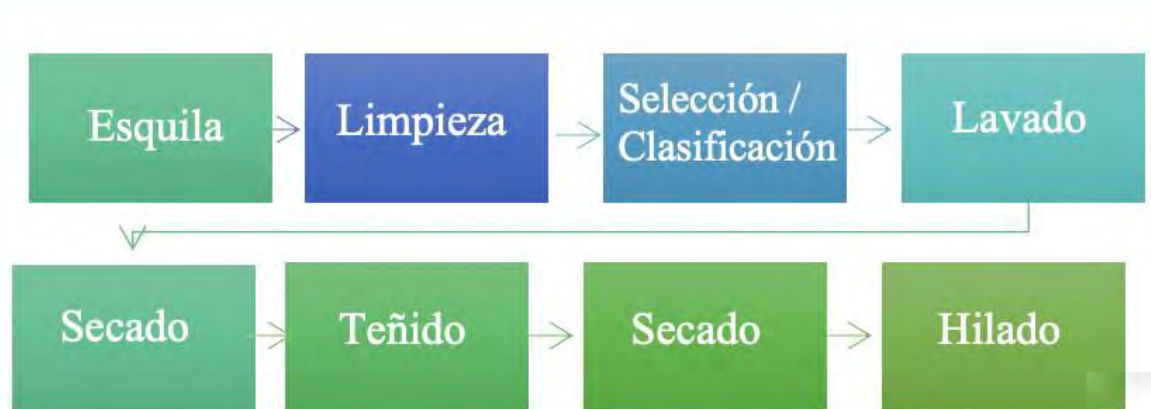 Esquila
Limpieza
Selección /
Clasificación
Lavado
Secado
Teñido
Secado
Hilado